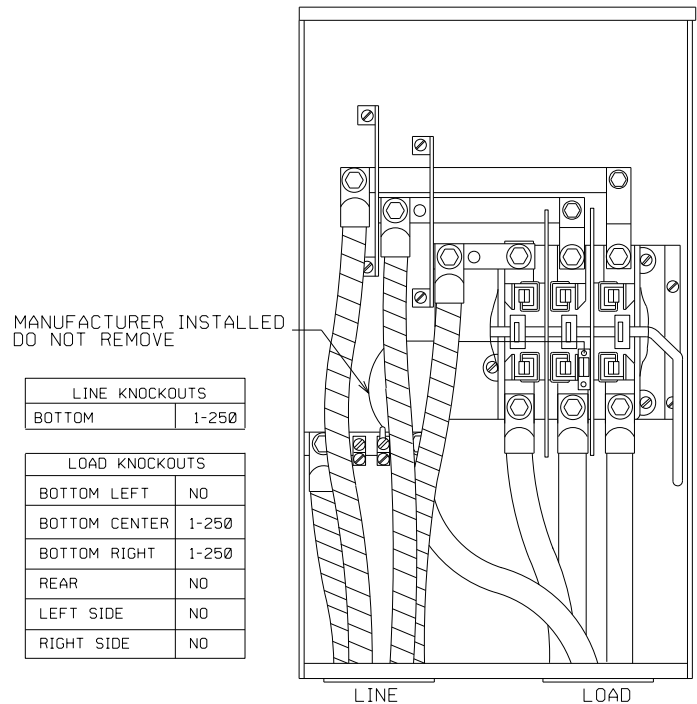 MANUFACTURER INSTALLED
DO NOT REMOVE
LINE KNOCKOUTS
BOTTOM 1-250
LOAD KNOCKOUTS
BOTTOM LEFT NO
BOTTOM CENTER 1-250
BOTTOM RIGHT 1-250
REAR NO
LEFT SIDE NO
RIGHT SIDE NO
LINE LOAD